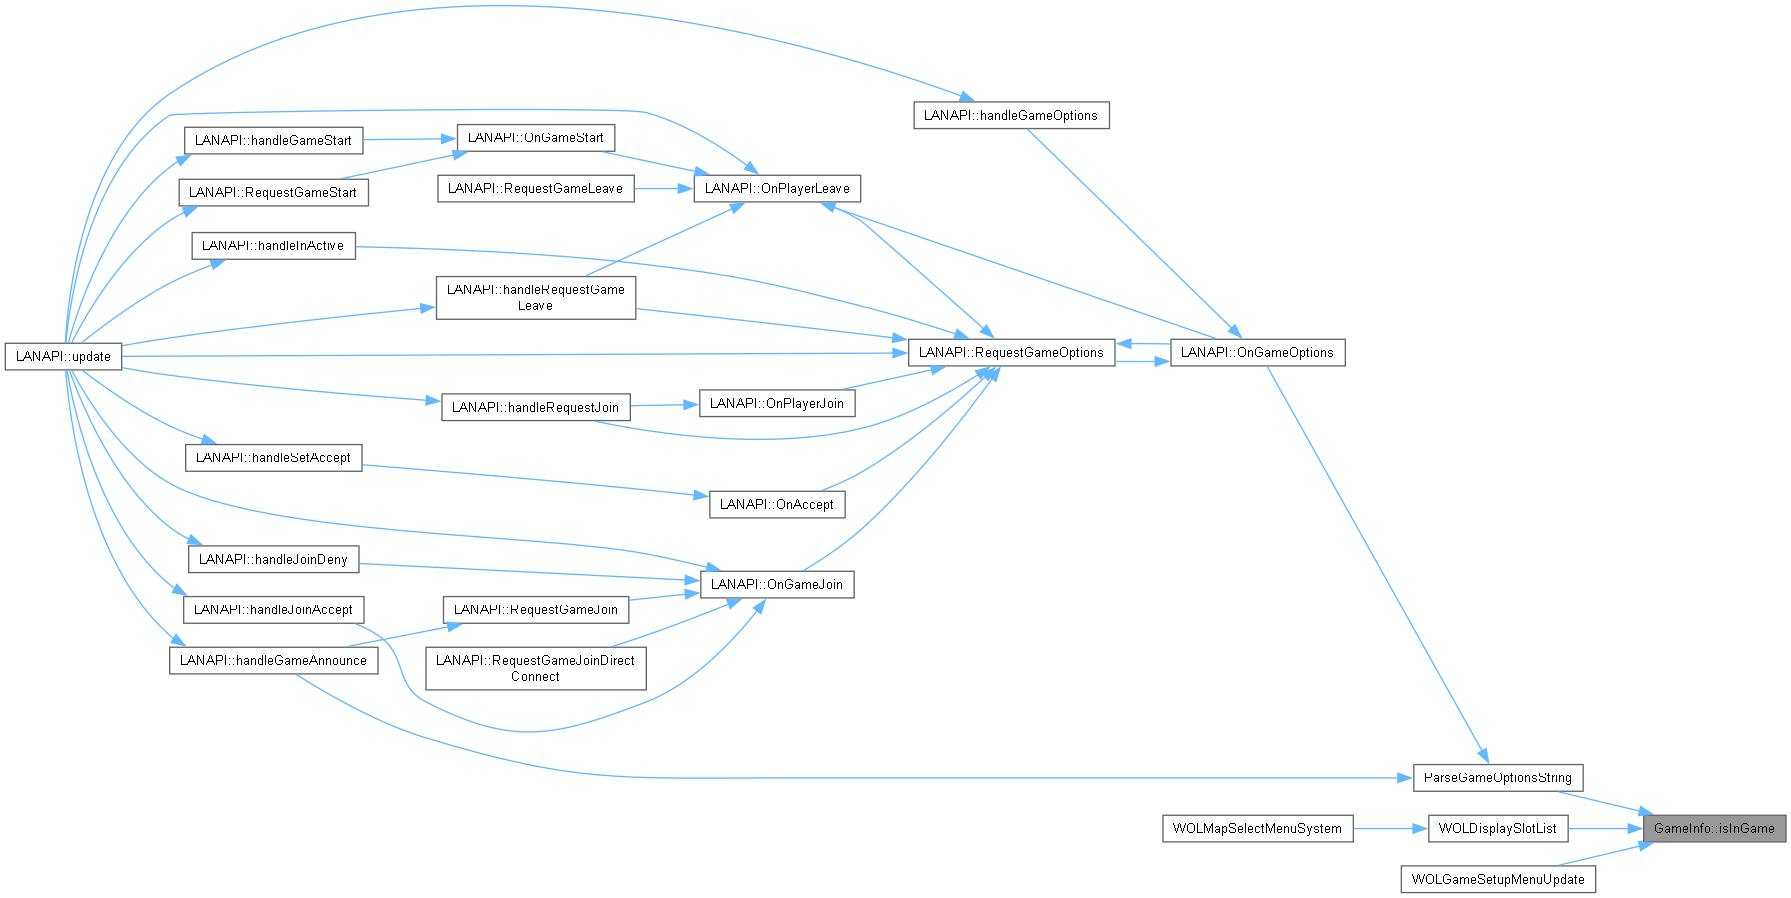 LANAPI::handleGameOptions
LANAPI::handleGameStart
LANAPI::OnGameStart
LANAPI::RequestGameStart
LANAPI::RequestGameLeave
LANAPI::OnPlayerLeave
LANAPI::handleInActive
LANAPI::handleRequestGame
Leave
LANAPI::update
LANAPI::RequestGameOptions
LANAPI::OnGameOptions
LANAPI::handleRequestJoin
LANAPI::OnPlayerJoin
LANAPI::handleSetAccept
LANAPI::OnAccept
LANAPI::handleJoinDeny
LANAPI::OnGameJoin
LANAPI::handleJoinAccept
LANAPI::RequestGameJoin
LANAPI::handleGameAnnounce
LANAPI::RequestGameJoinDirect
Connect
ParseGameOptionsString
WOLMapSelectMenuSystem
WOLDisplaySlotList
GameInfo::isInGame
WOLGameSetupMenuUpdate